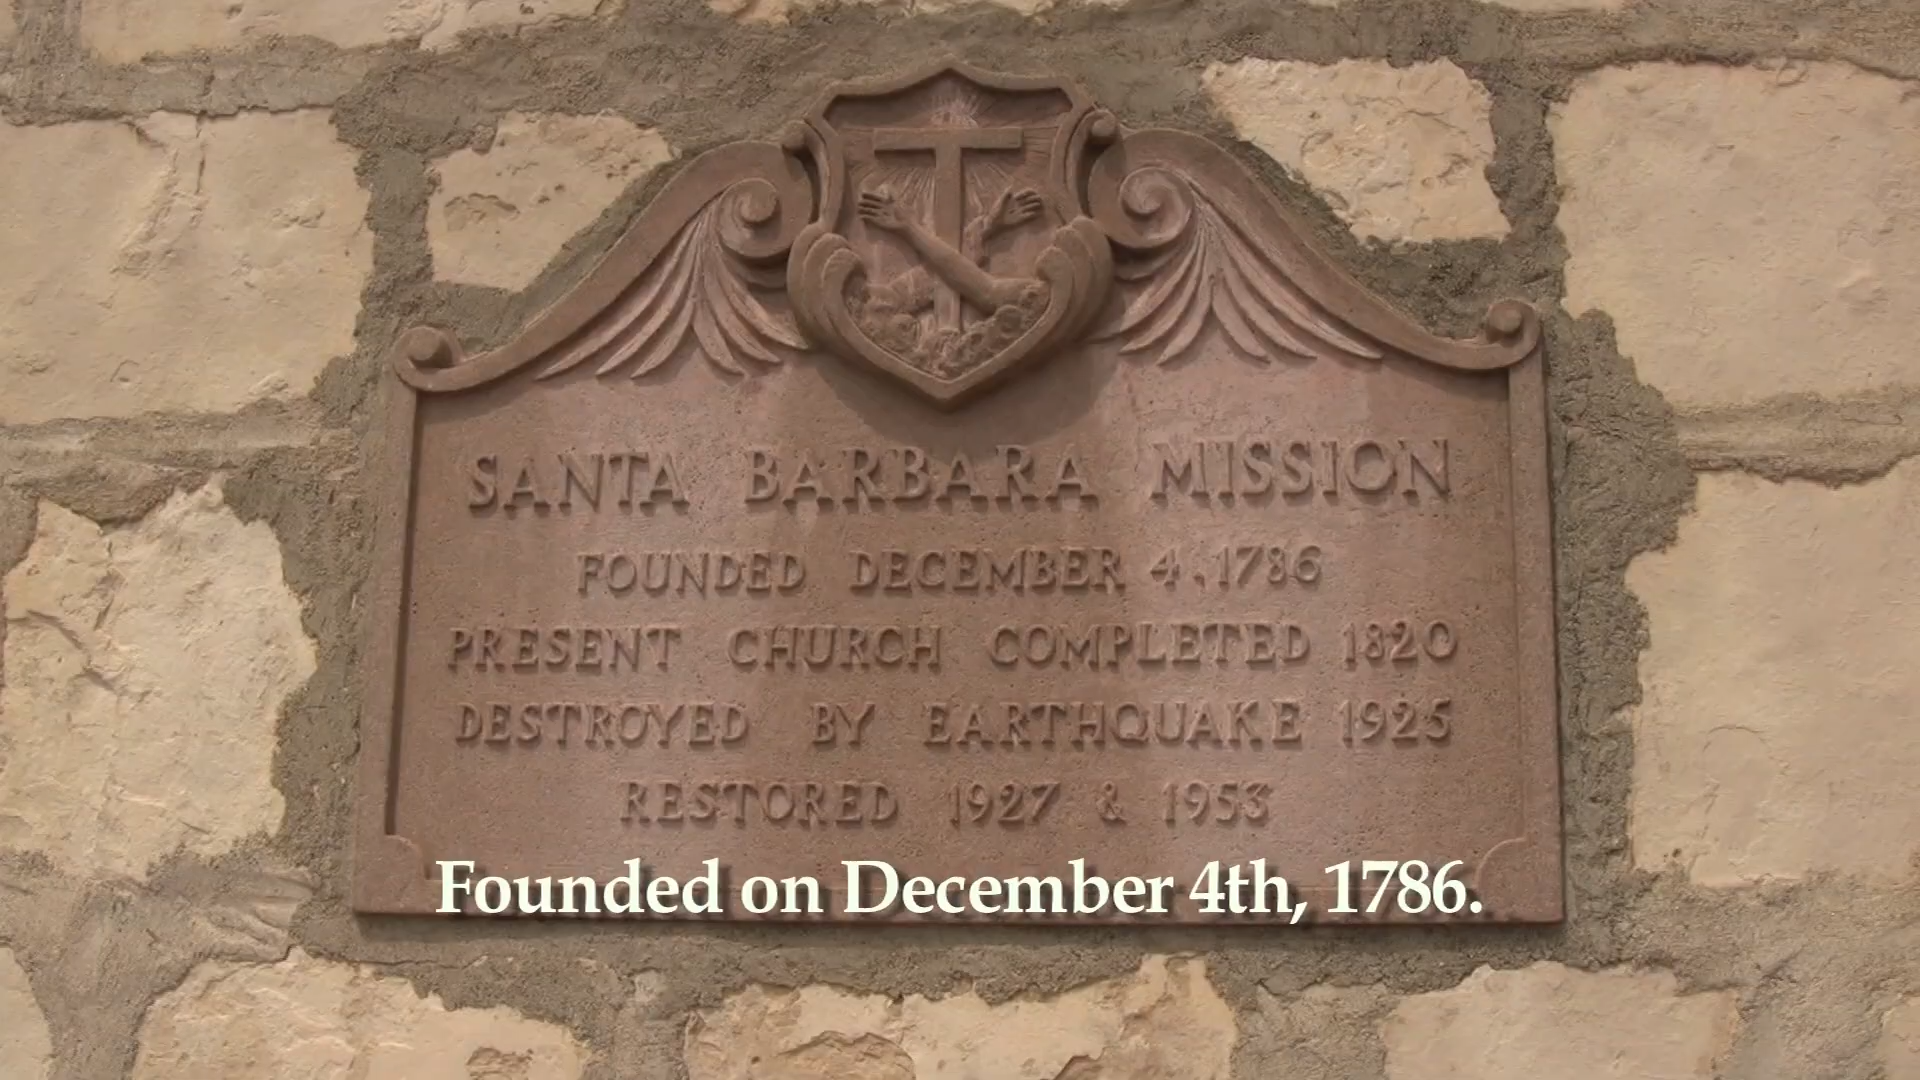 SANTA BARBARA MISSION
FOUNDED DECEMBER 4, 1786
PRESENT CHURCH COMPLETED 1820
DESTROYED BY EARTHQUAKE 1925
RESTORED 1927 & 1953
Founded on December 4th, 1786.